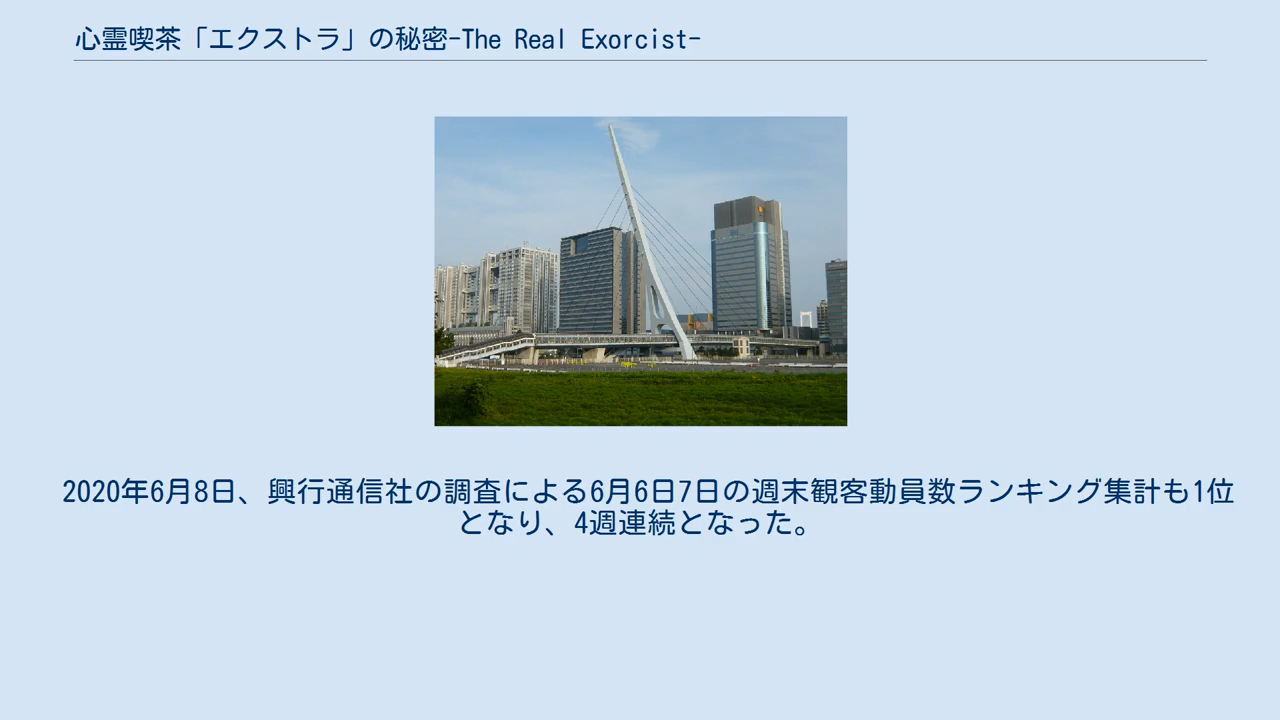 心霊喫茶「エクストラ」の秘密-The Real Exorcist-
2020年6月8日、興行通信社の調査による6月6日7日の週末観客動員数ランキング集計も1位
となり、4週連続となった。